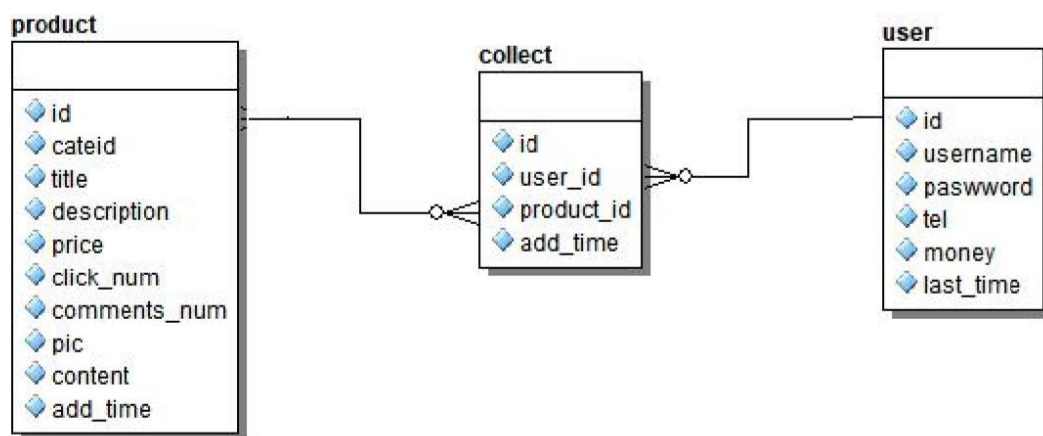 product
id
cateid
title
description
price
click_num
comments_num
pic
content
add_time
collect
id
user_id
product_id
add_time
user
id
username
paswword
tel
money
last_time